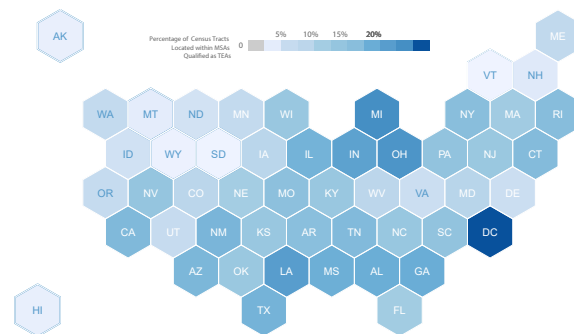 AK
ME
5% 10% 15% 20%
Percentage of Census Tracts
Located within MSAs
Qualified as TEAs
0
VT NH
WA MT ND MN WI MI NY MA RI
ID WY SD IA IL IN OH PA NJ CT
OR NV CO NE MO KY WV VA MD DE
CA UT NM KS AR TN NC SC DC
AZ OK LA MS AL GA
HI
TX FL